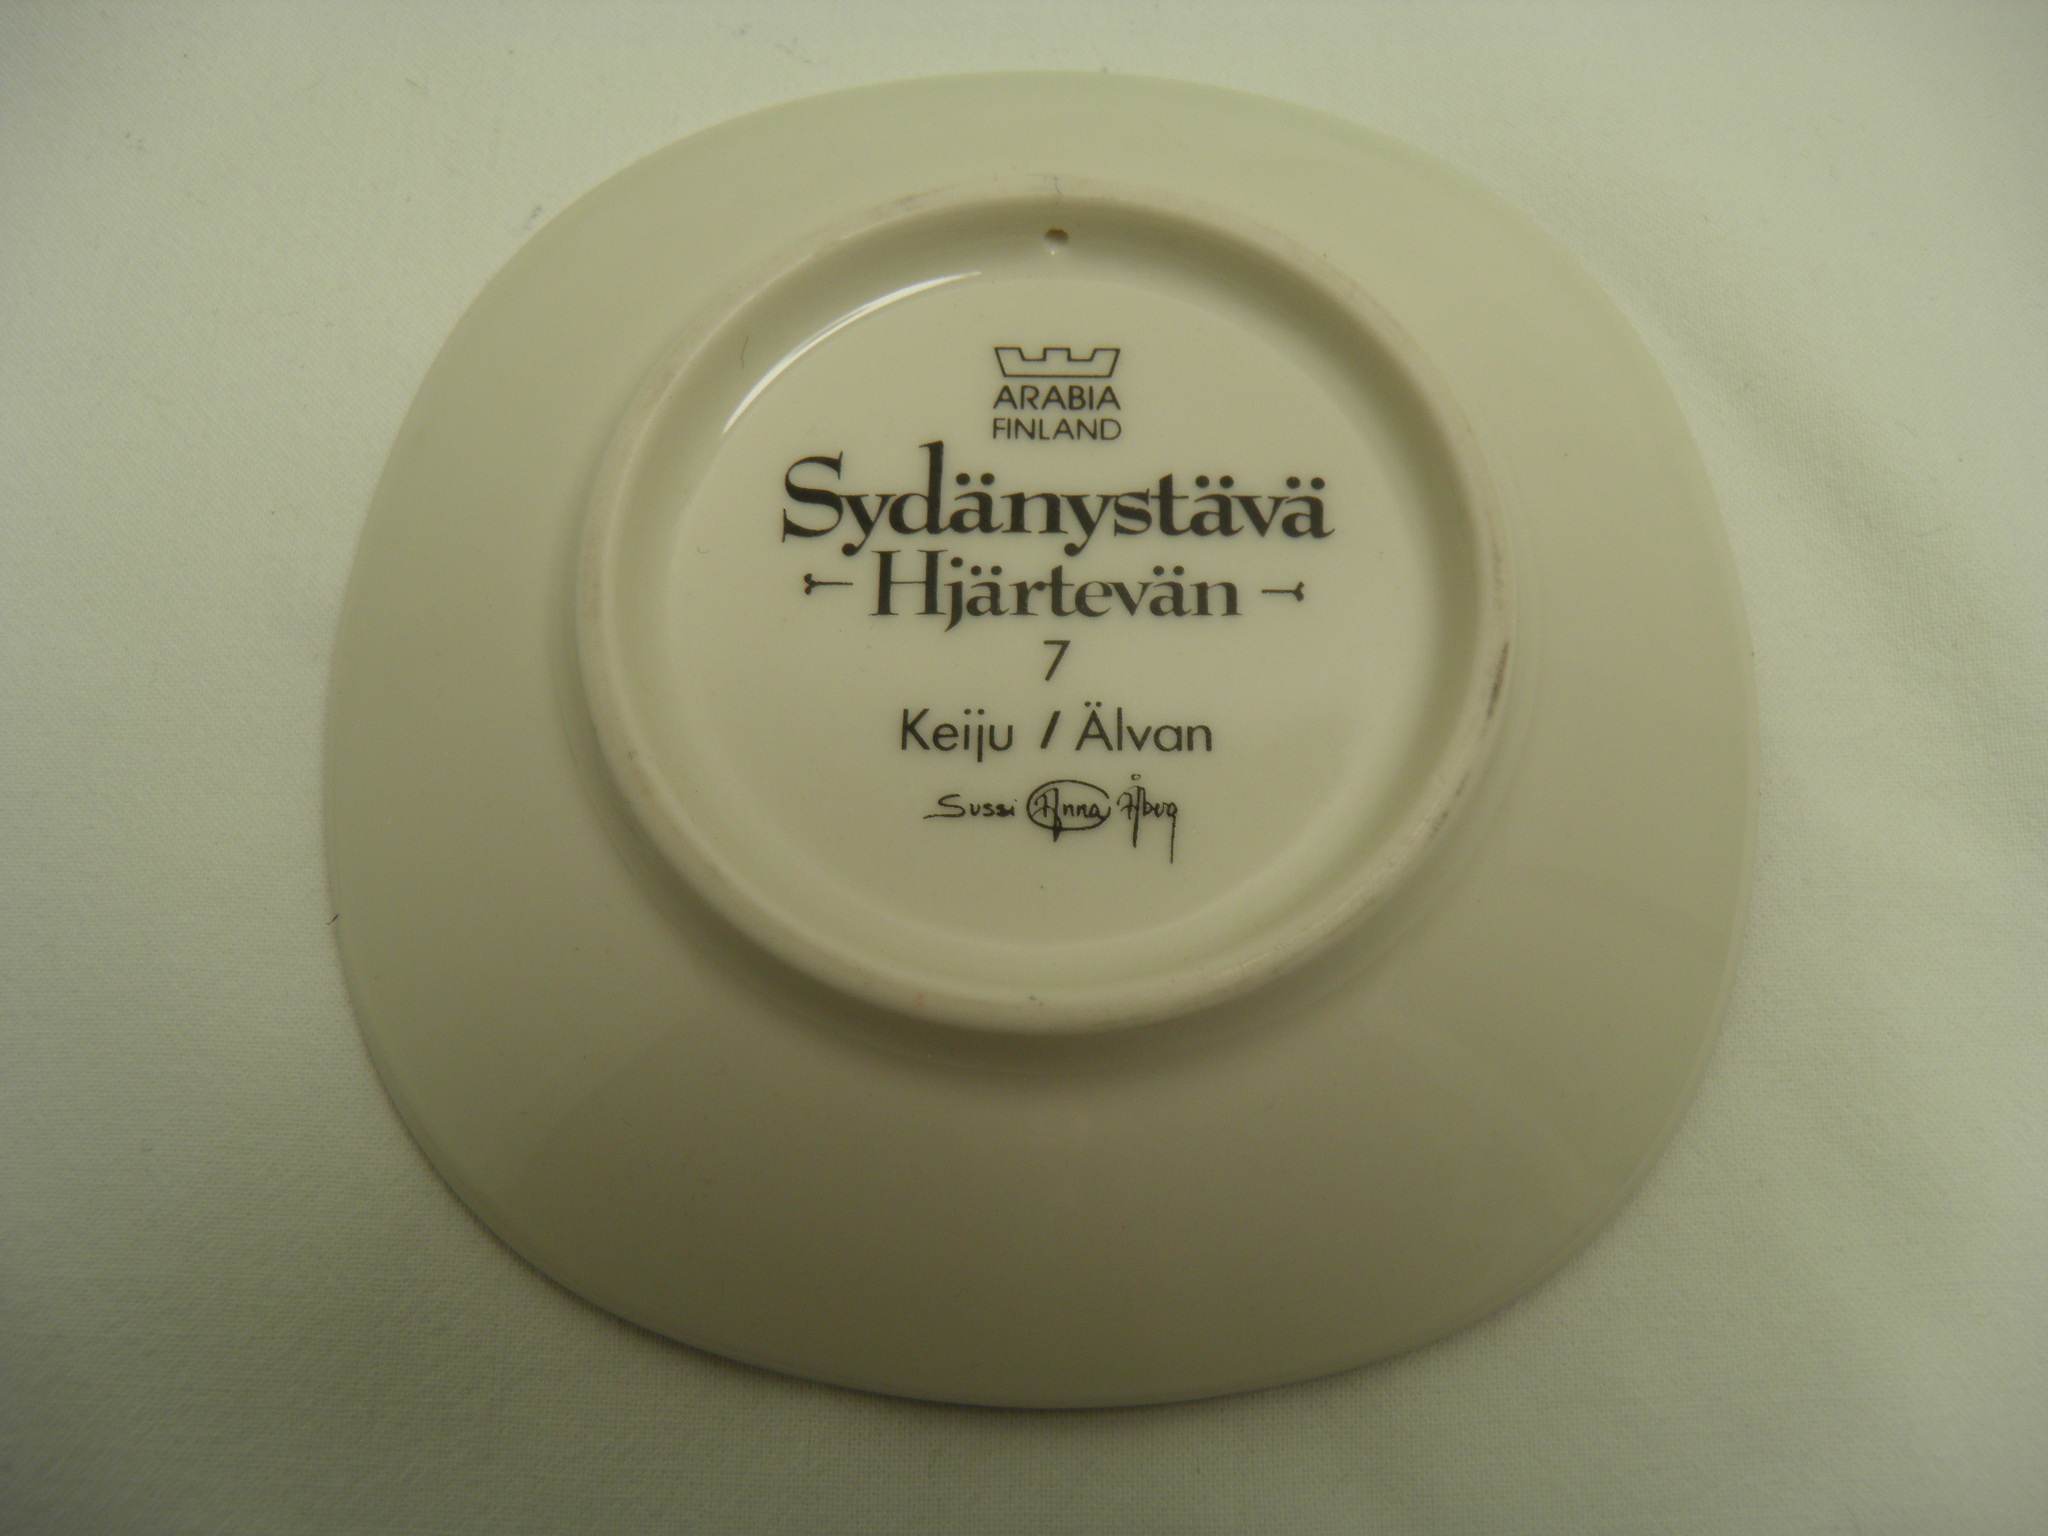 ARABIA
FINLAND
Sydänystävä
Hjärtevän
7
Keiju / Älvan
Sussi Anna Åberg